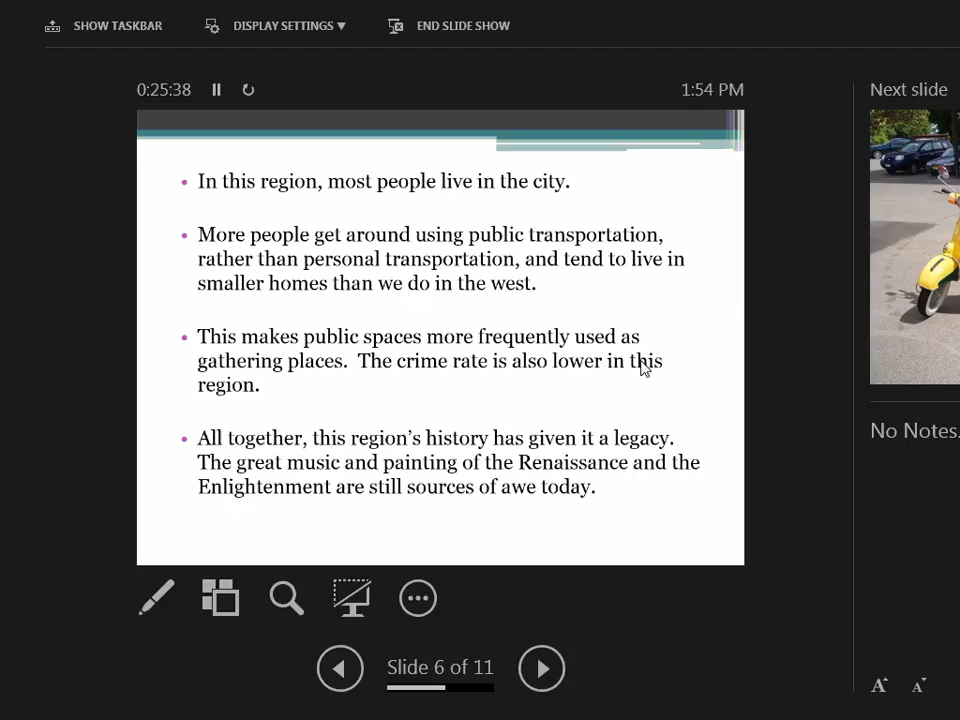 SHOW TASKBAR DISPLAY SETTINGS ▼ END SLIDE SHOW
0:25:38 1:54 PM Next slide
• In this region, most people live in the city.
• More people get around using public transportation,
rather than personal transportation, and tend to live in
smaller homes than we do in the west.
• This makes public spaces more frequently used as
gathering places.  The crime rate is also lower in this
region.
• All together, this region’s history has given it a legacy.
The great music and painting of the Renaissance and the
Enlightenment are still sources of awe today.
No Notes.
Slide 6 of 11
A A